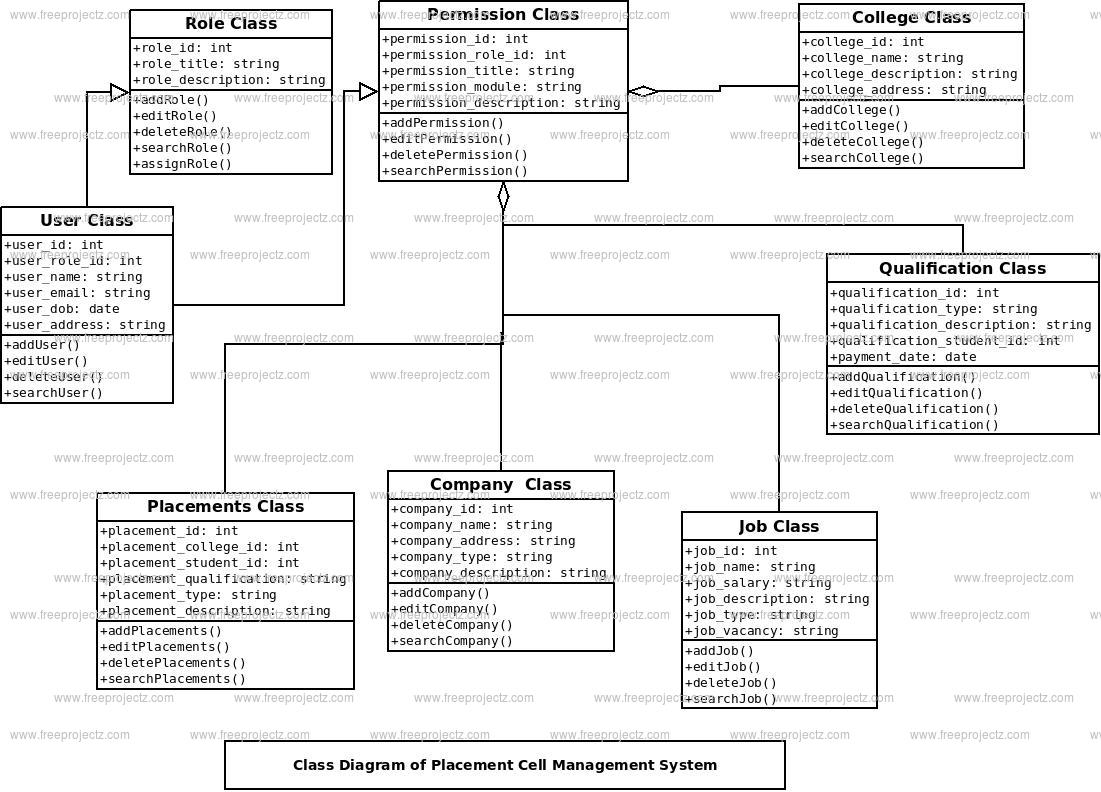 Role Class
+role_id: int
+role_title: string
+role_description: string
+addRole()
+editRole()
+deleteRole()
+searchRole()
+assignRole()
Permission Class
+permission_id: int
+permission_role_id: int
+permission_title: string
+permission_module: string
+permission_description: string
+addPermission()
+editPermission()
+deletePermission()
+searchPermission()
College Class
+college_id: int
+college_name: string
+college_description: string
+college_address: string
+addCollege()
+editCollege()
+deleteCollege()
+searchCollege()
User Class
+user_id: int
+user_role_id: int
+user_name: string
+user_email: string
+user_dob: date
+user_address: string
+addUser()
+editUser()
+deleteUser()
+searchUser()
Qualification Class
+qualification_id: int
+qualification_type: string
+qualification_description: string
+qualification_student_id: int
+payment_date: date
+addQualification()
+editQualification()
+deleteQualification()
+searchQualification()
Placements Class
+placement_id: int
+placement_college_id: int
+placement_student_id: int
+placement_qualification: string
+placement_type: string
+placement_description: string
+addPlacements()
+editPlacements()
+deletePlacements()
+searchPlacements()
Company  Class
+company_id: int
+company_name: string
+company_address: string
+company_type: string
+company_description: string
+addCompany()
+editCompany()
+deleteCompany()
+searchCompany()
Job Class
+job_id: int
+job_name: string
+job_salary: string
+job_description: string
+job_type: string
+job_vacancy: string
+addJob()
+editJob()
+deleteJob()
+searchJob()
Class Diagram of Placement Cell Management System
www.freeprojectz.com